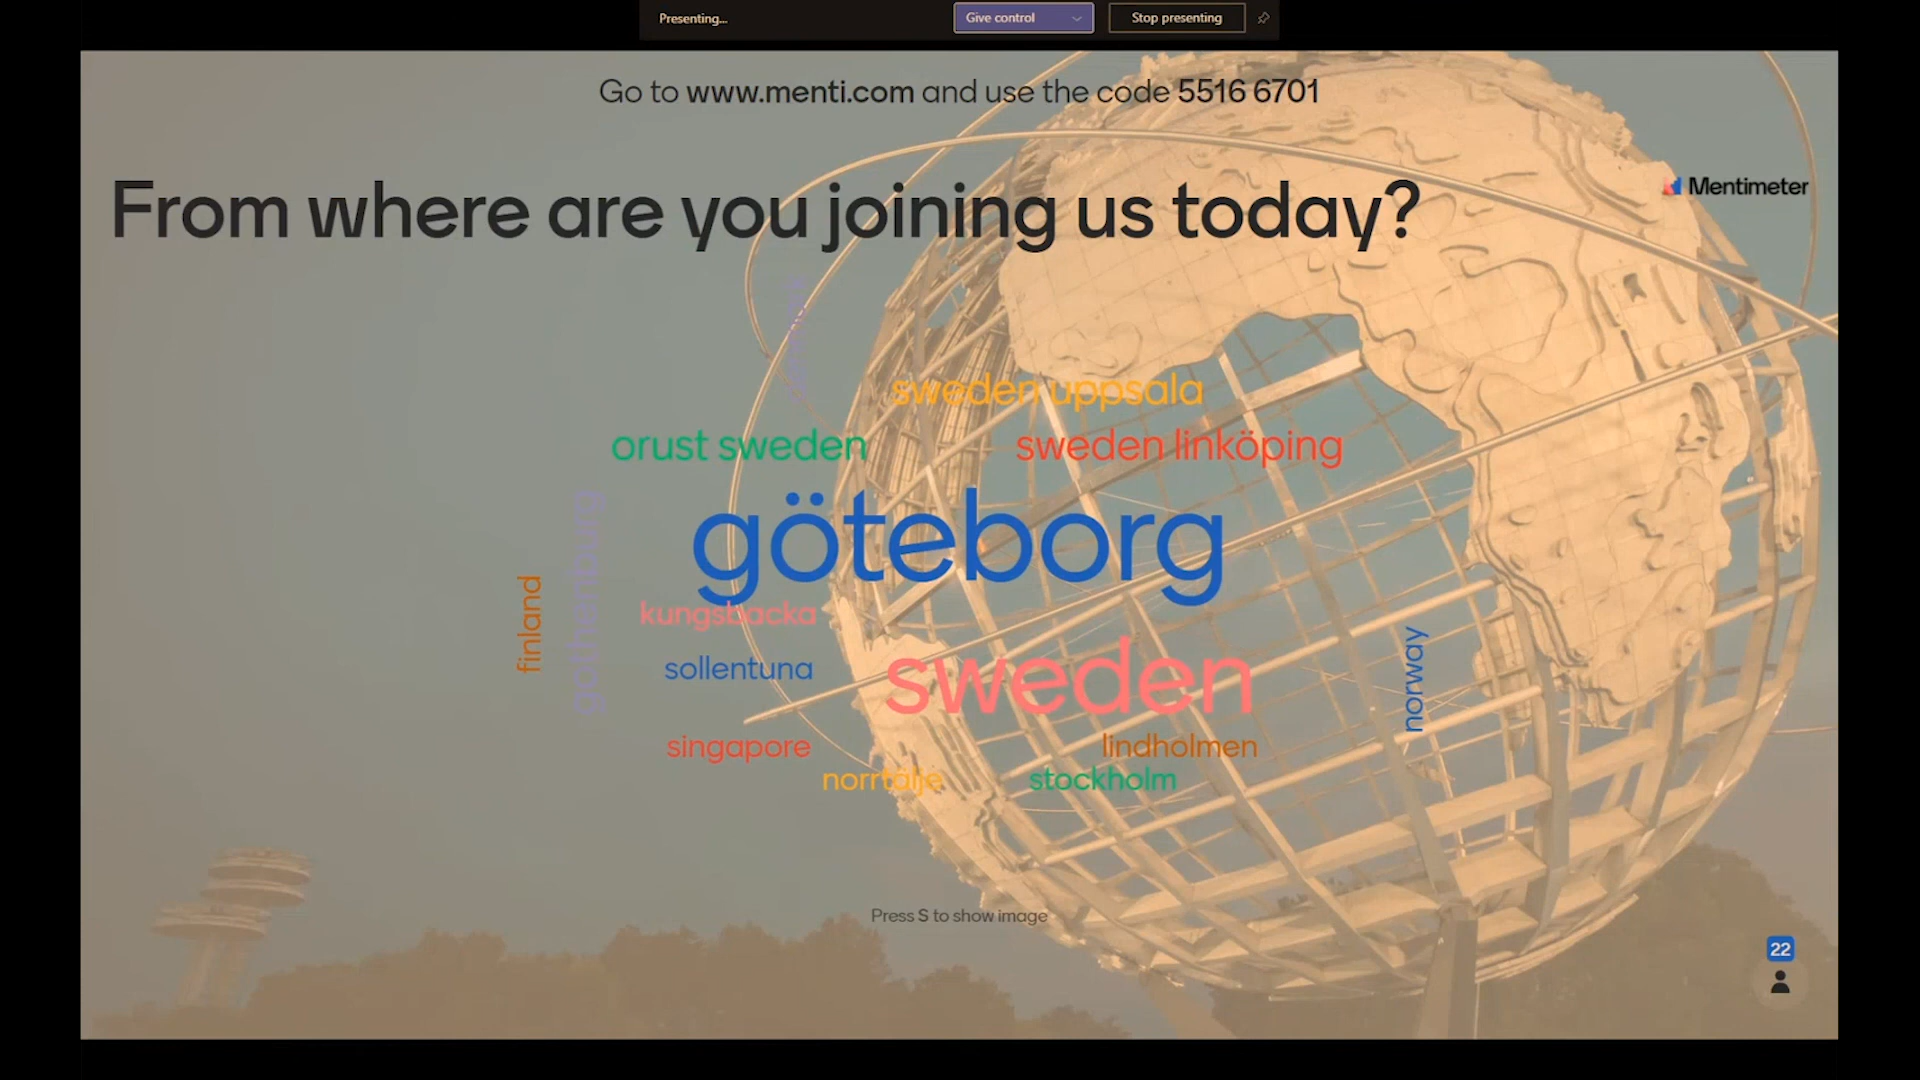 Presenting...
Give control
Stop presenting
Go to www.menti.com and use the code 5516 6701
From where are you joining us today?
Mentimeter
sweden uppsala
orust sweden
sweden linköping
göteborg
gothenburg
finland
kungsbacka
sollentuna
sweden
norway
singapore
lindholmen
norrtälje
stockholm
Press S to show image
22